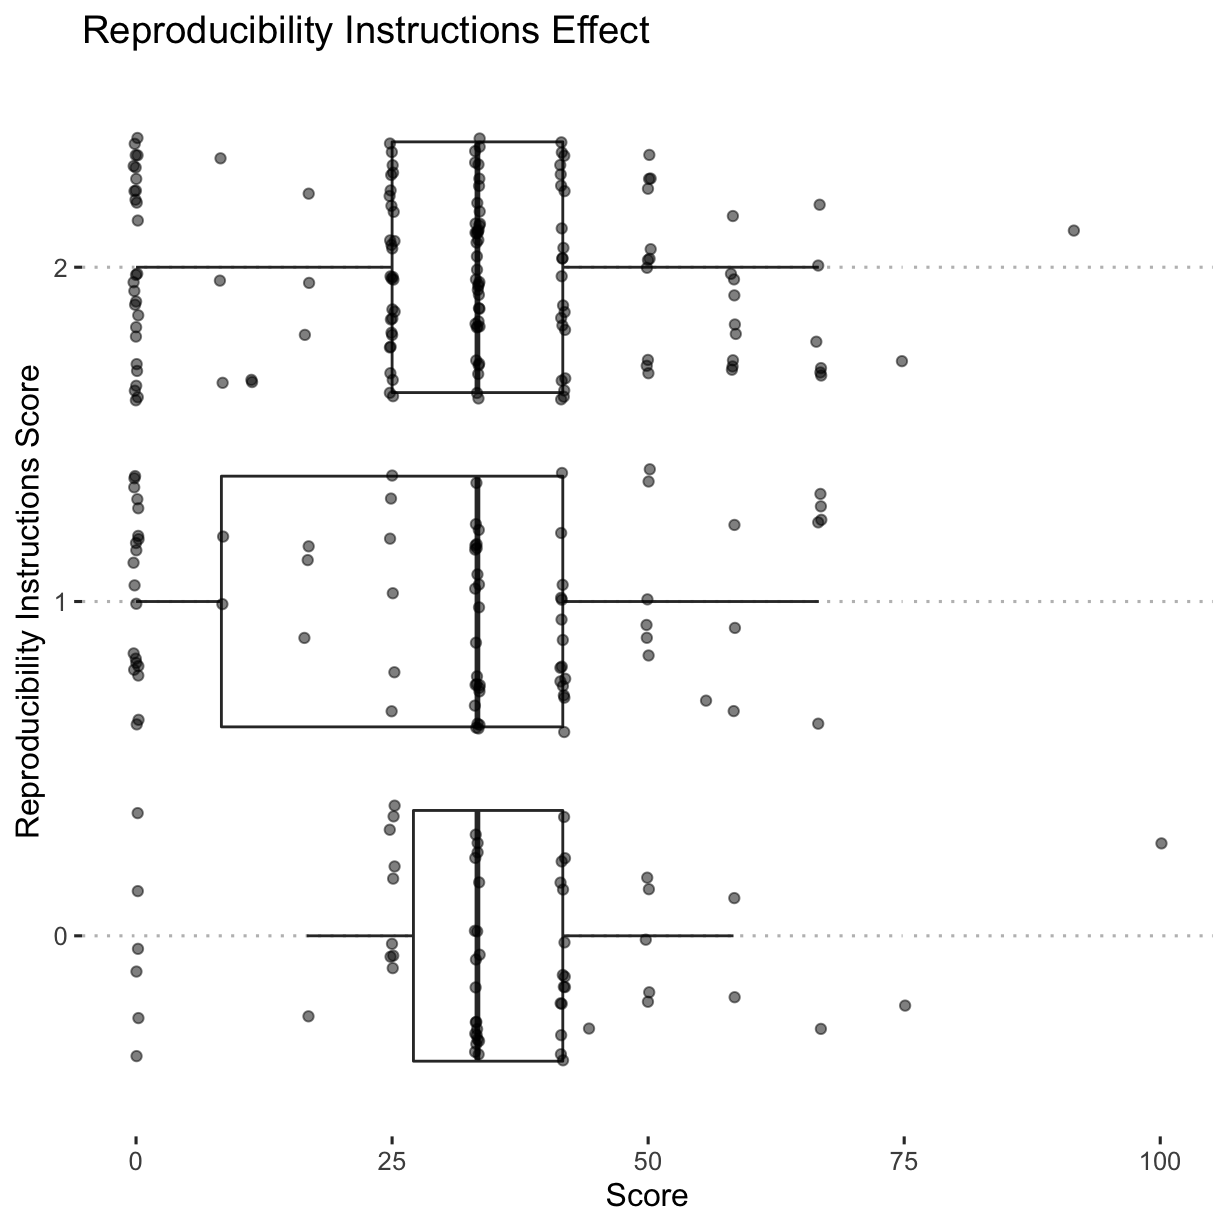 Reproducibility Instructions Effect
Reproducibility Instructions Score
2
1
0
0 25 50 75 100
Score